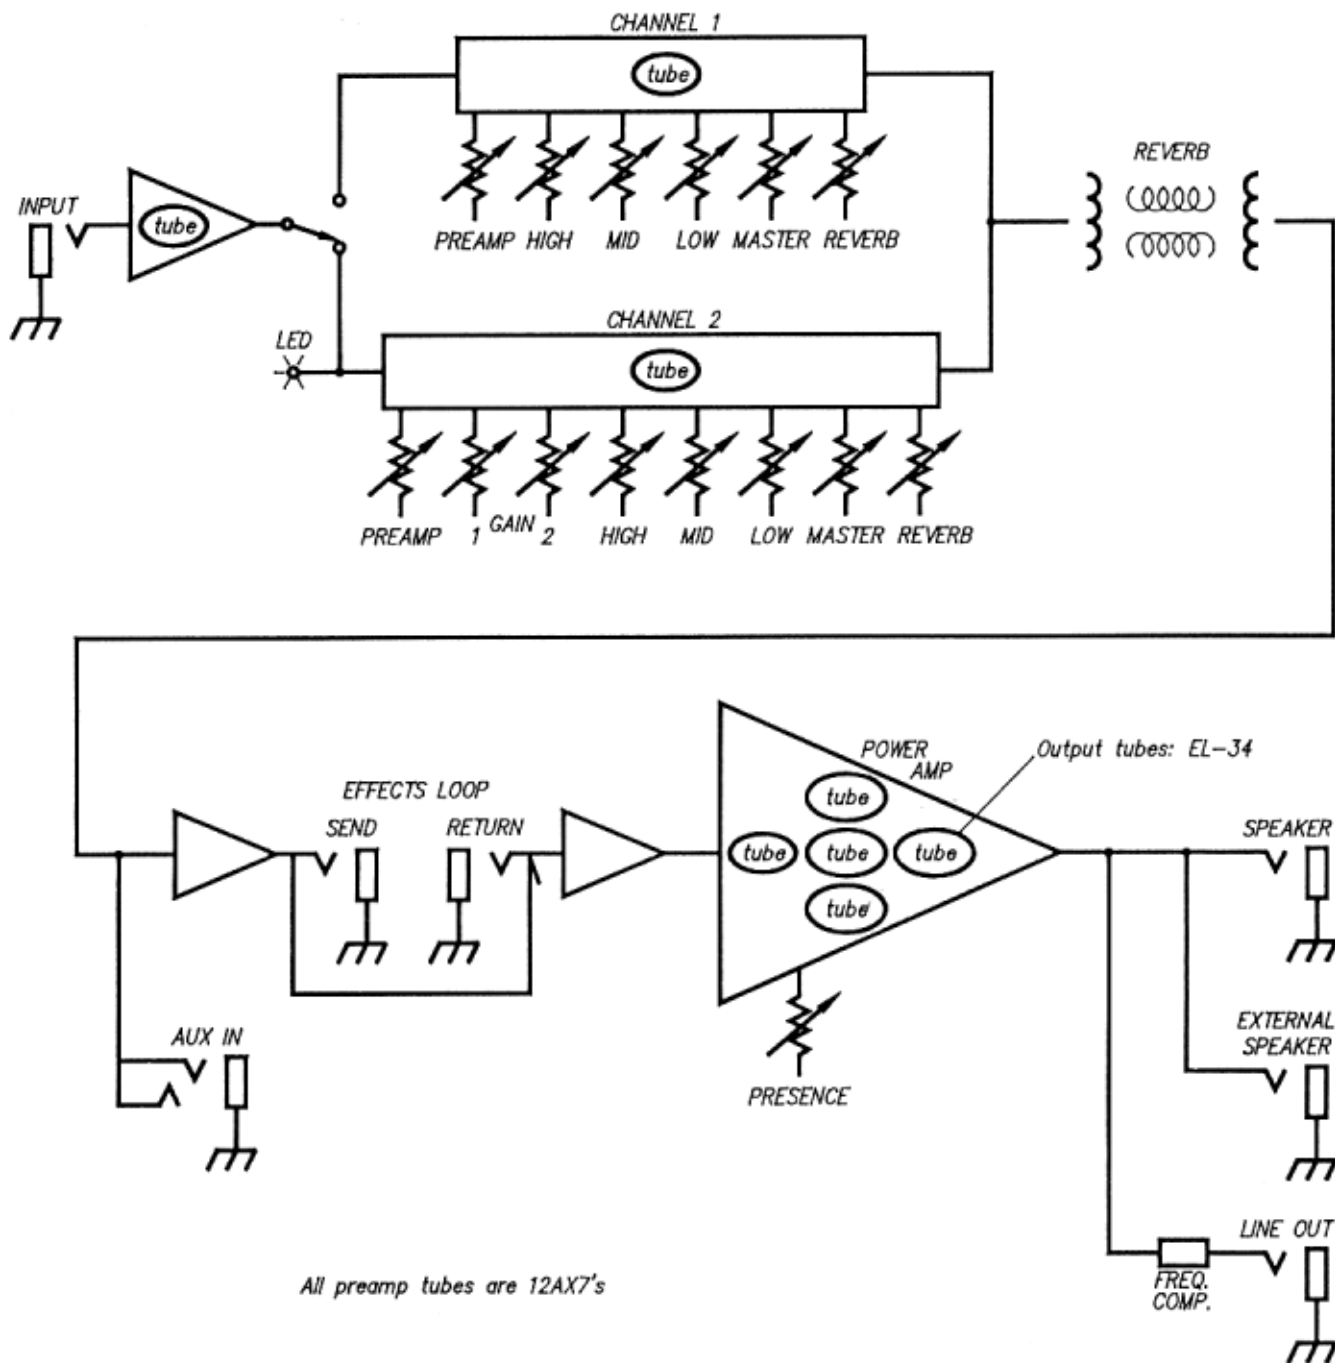 CHANNEL 1
tube
PREAMP HIGH MID LOW MASTER REVERB
INPUT
tube
REVERB
LED
CHANNEL 2
tube
PREAMP 1 GAIN 2 HIGH MID LOW MASTER REVERB
EFFECTS LOOP
SEND RETURN
POWER
AMP
Output tubes: EL-34
tube
tube tube tube
tube
PRESENCE
AUX IN
SPEAKER
EXTERNAL
SPEAKER
LINE OUT
FREQ.
COMP.
All preamp tubes are 12AX7's